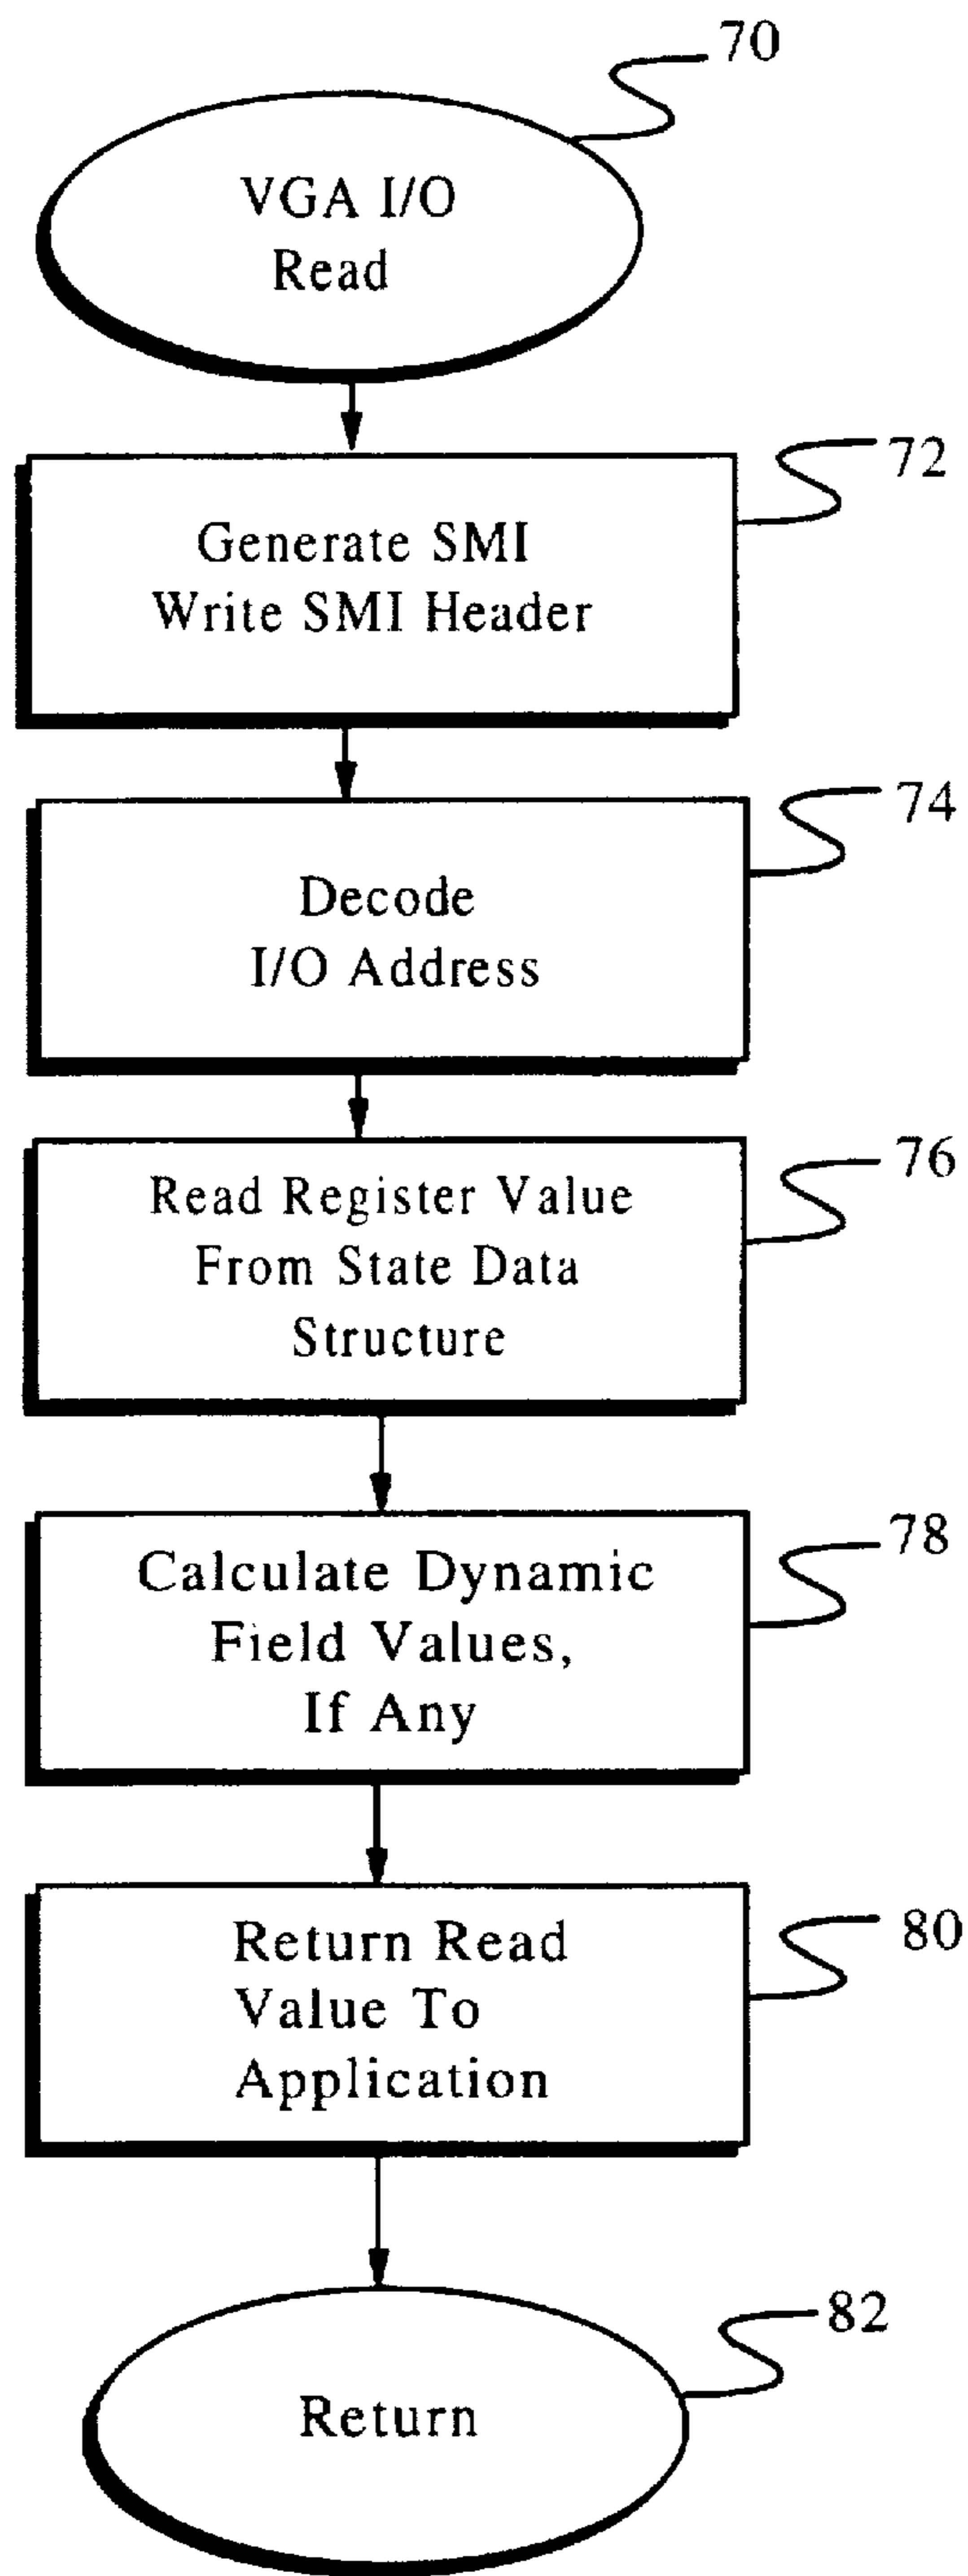 70
VGA I/O
Read
72
Generate SMI
Write SMI Header
74
Decode
I/O Address
76
Read Register Value
From State Data
Structure
78
Calculate Dynamic
Field Values,
If Any
80
Return Read
Value To
Application
82
Return